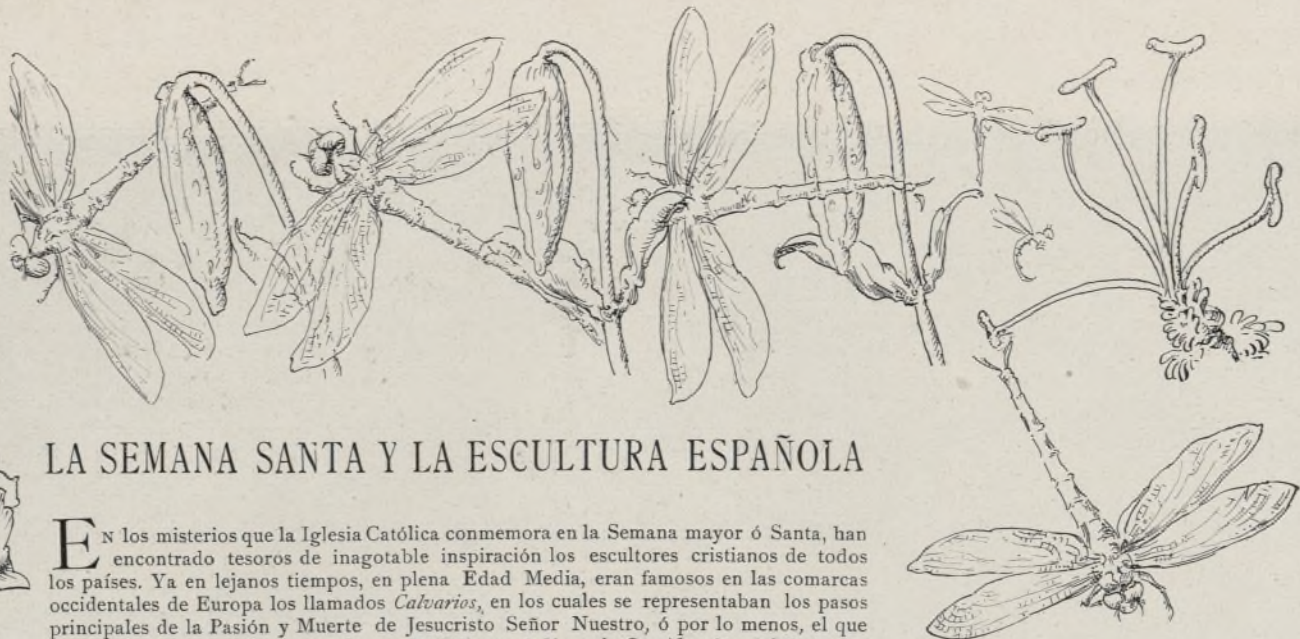 LA SEMANA SANTA Y LA ESCULTURA ESPAÑOLA
EN los misterios que la Iglesia Católica conmemora en la Semana mayor ó Santa, han
encontrado tesoros de inagotable inspiración los escultores cristianos de todos
los países. Ya en lejanos tiempos, en plena Edad Media, eran famosos en las comarcas
occidentales de Europa los llamados Calvarios, en los cuales se representaban los pasos
principales de la Pasión y Muerte de Jesucristo Señor Nuestro, ó por lo menos, el que